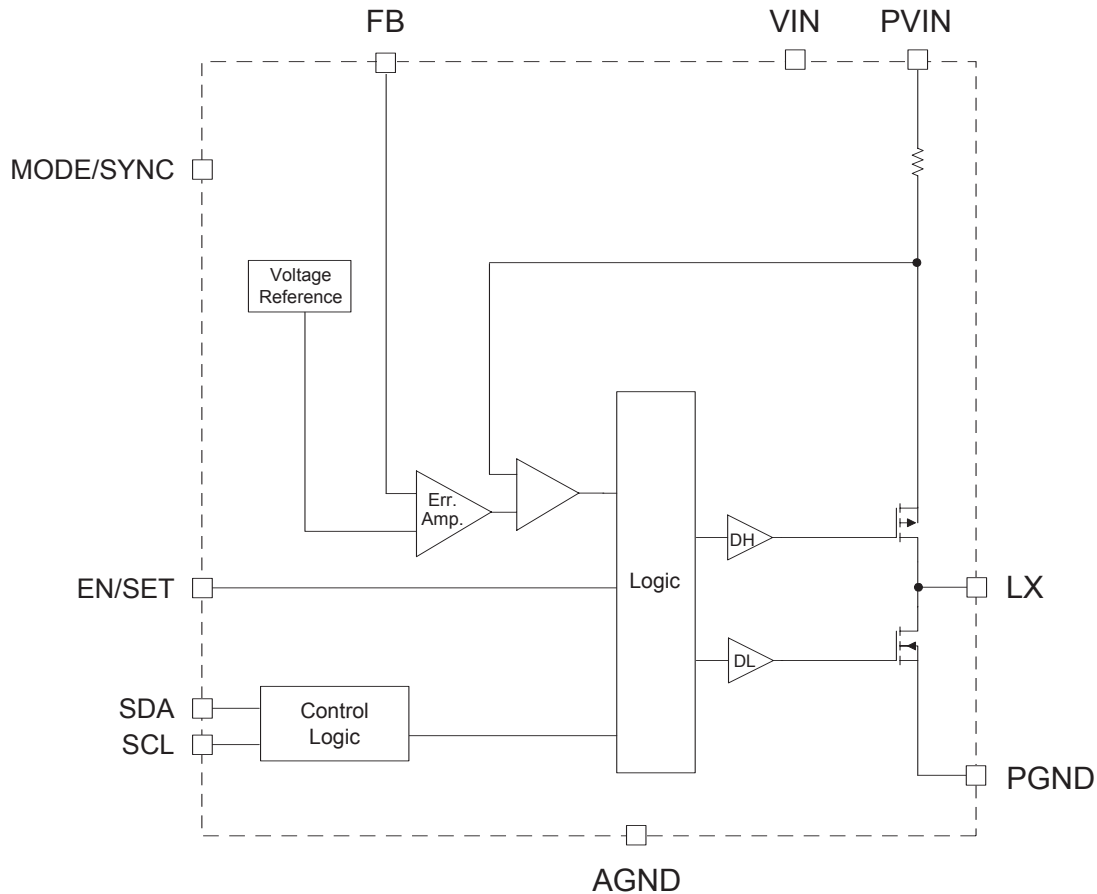 FB
VIN
PVIN
MODE/SYNC
Voltage
Reference
Err.
Amp.
DH
EN/SET
Logic
LX
DL
SDA
Control
Logic
SCL
PGND
AGND